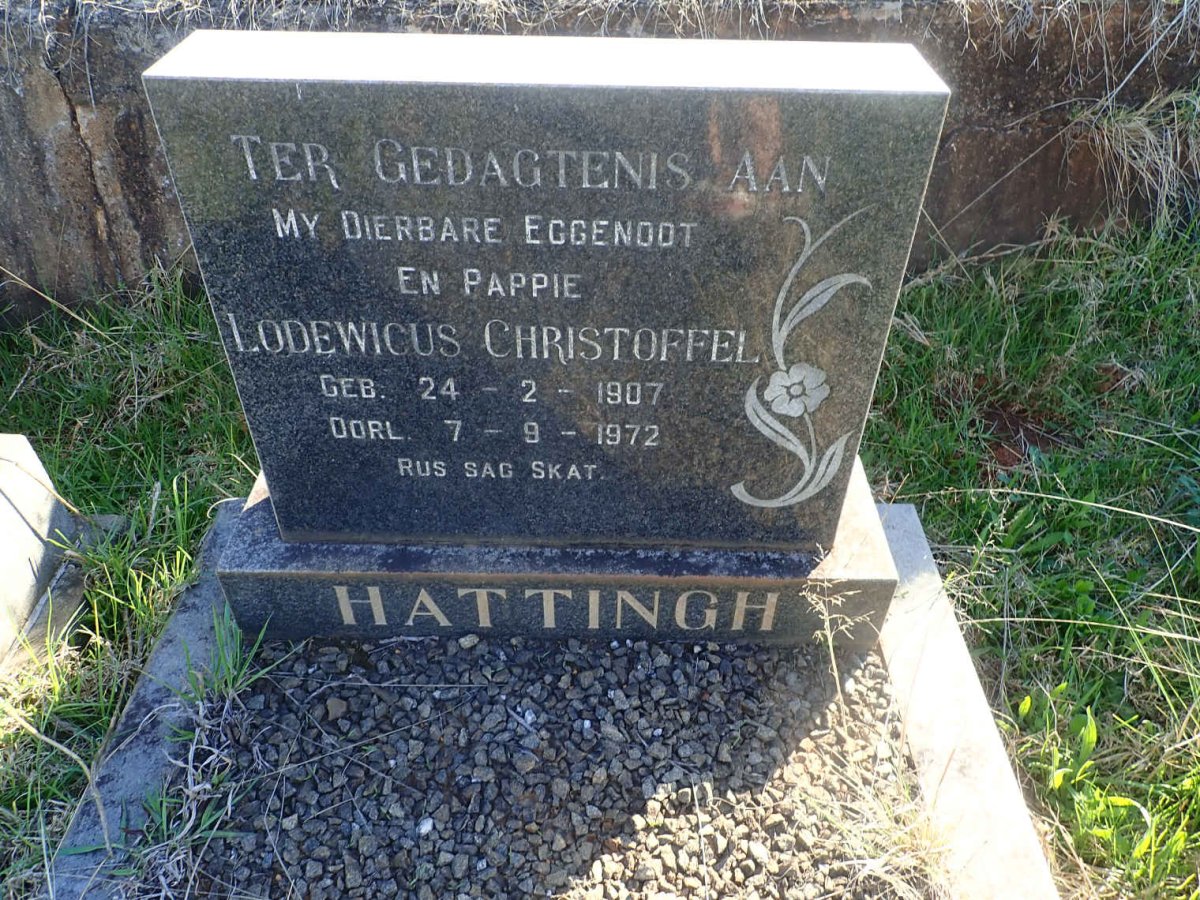 TER GEDAGTENIS AAN
MY DIERBARE EGGENOOT
EN PAPPIE
LODEWICUS CHRISTOFFEL
GEB. 24 - 2 - 1907
OORL. 7 - 9 - 1972
RUS SAG SKAT.
HATTINGH